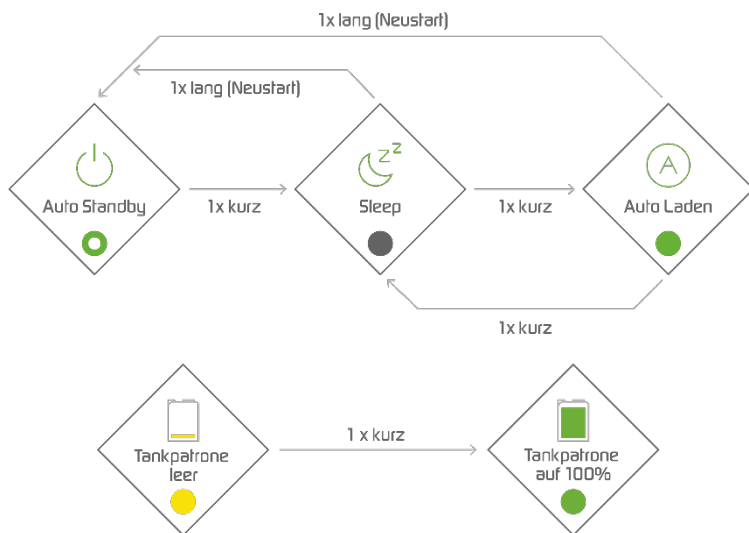 1x lang (Neustart)
1x lang (Neustart)
Auto Standby
1x kurz
Sleep
1x kurz
A
Auto Laden
1x kurz
Tankpatrone
leer
1 x kurz
Tankpatrone
auf 100%